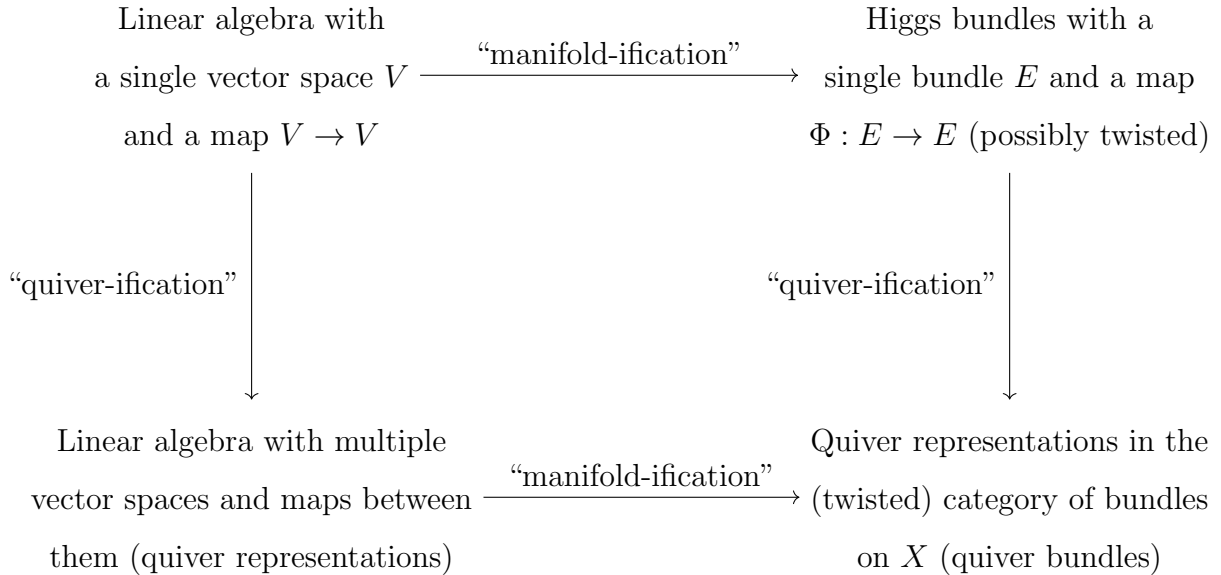 Linear algebra with
a single vector space V
and a map V → V
“manifold-ification”
Higgs bundles with a
single bundle E and a map
Φ : E → E (possibly twisted)
“quiver-ification”
“quiver-ification”
Linear algebra with multiple
vector spaces and maps between
them (quiver representations)
“manifold-ification”
Quiver representations in the
(twisted) category of bundles
on X (quiver bundles)